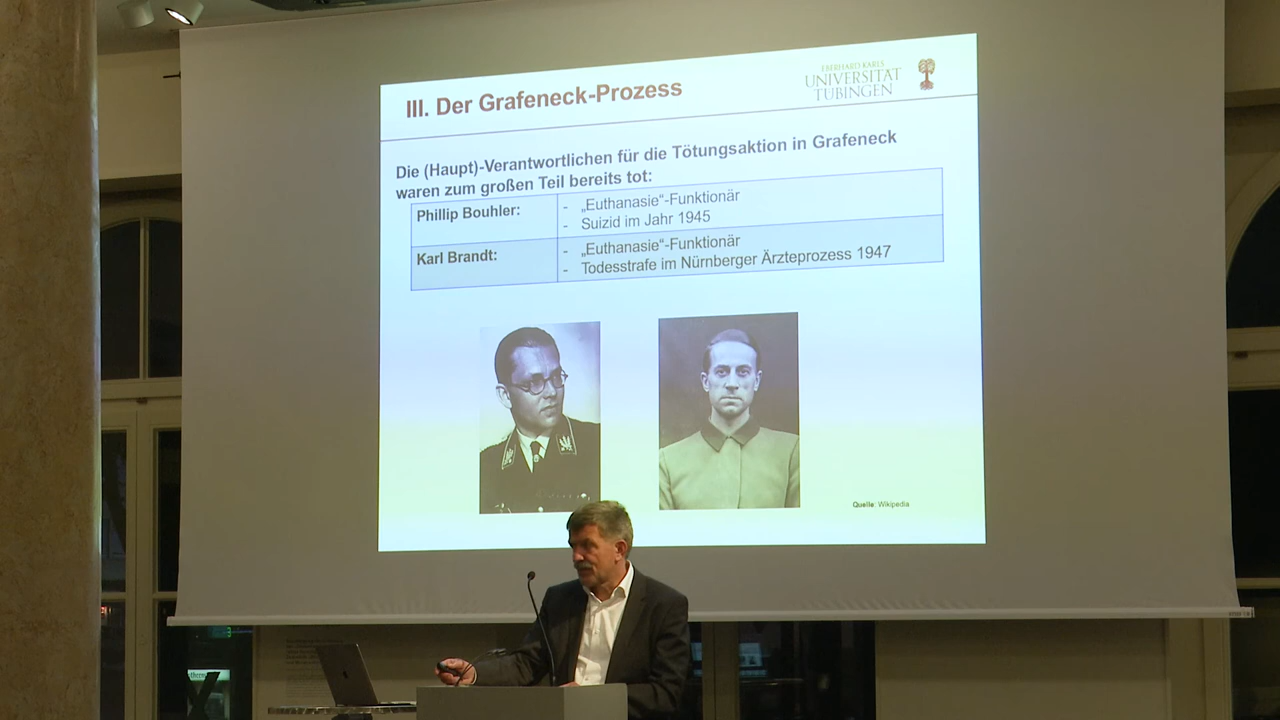 III. Der Grafeneck-Prozess
EBERHARD KARLS
UNIVERSITÄT
TÜBINGEN
Die (Haupt)-Verantwortlichen für die Tötungsaktion in Grafeneck
waren zum großen Teil bereits tot:
Phillip Bouhler:
- „Euthanasie“-Funktionär
- Suizid im Jahr 1945
Karl Brandt:
- „Euthanasie“-Funktionär
- Todesstrafe im Nürnberger Ärzteprozess 1947
Quelle: Wikipedia